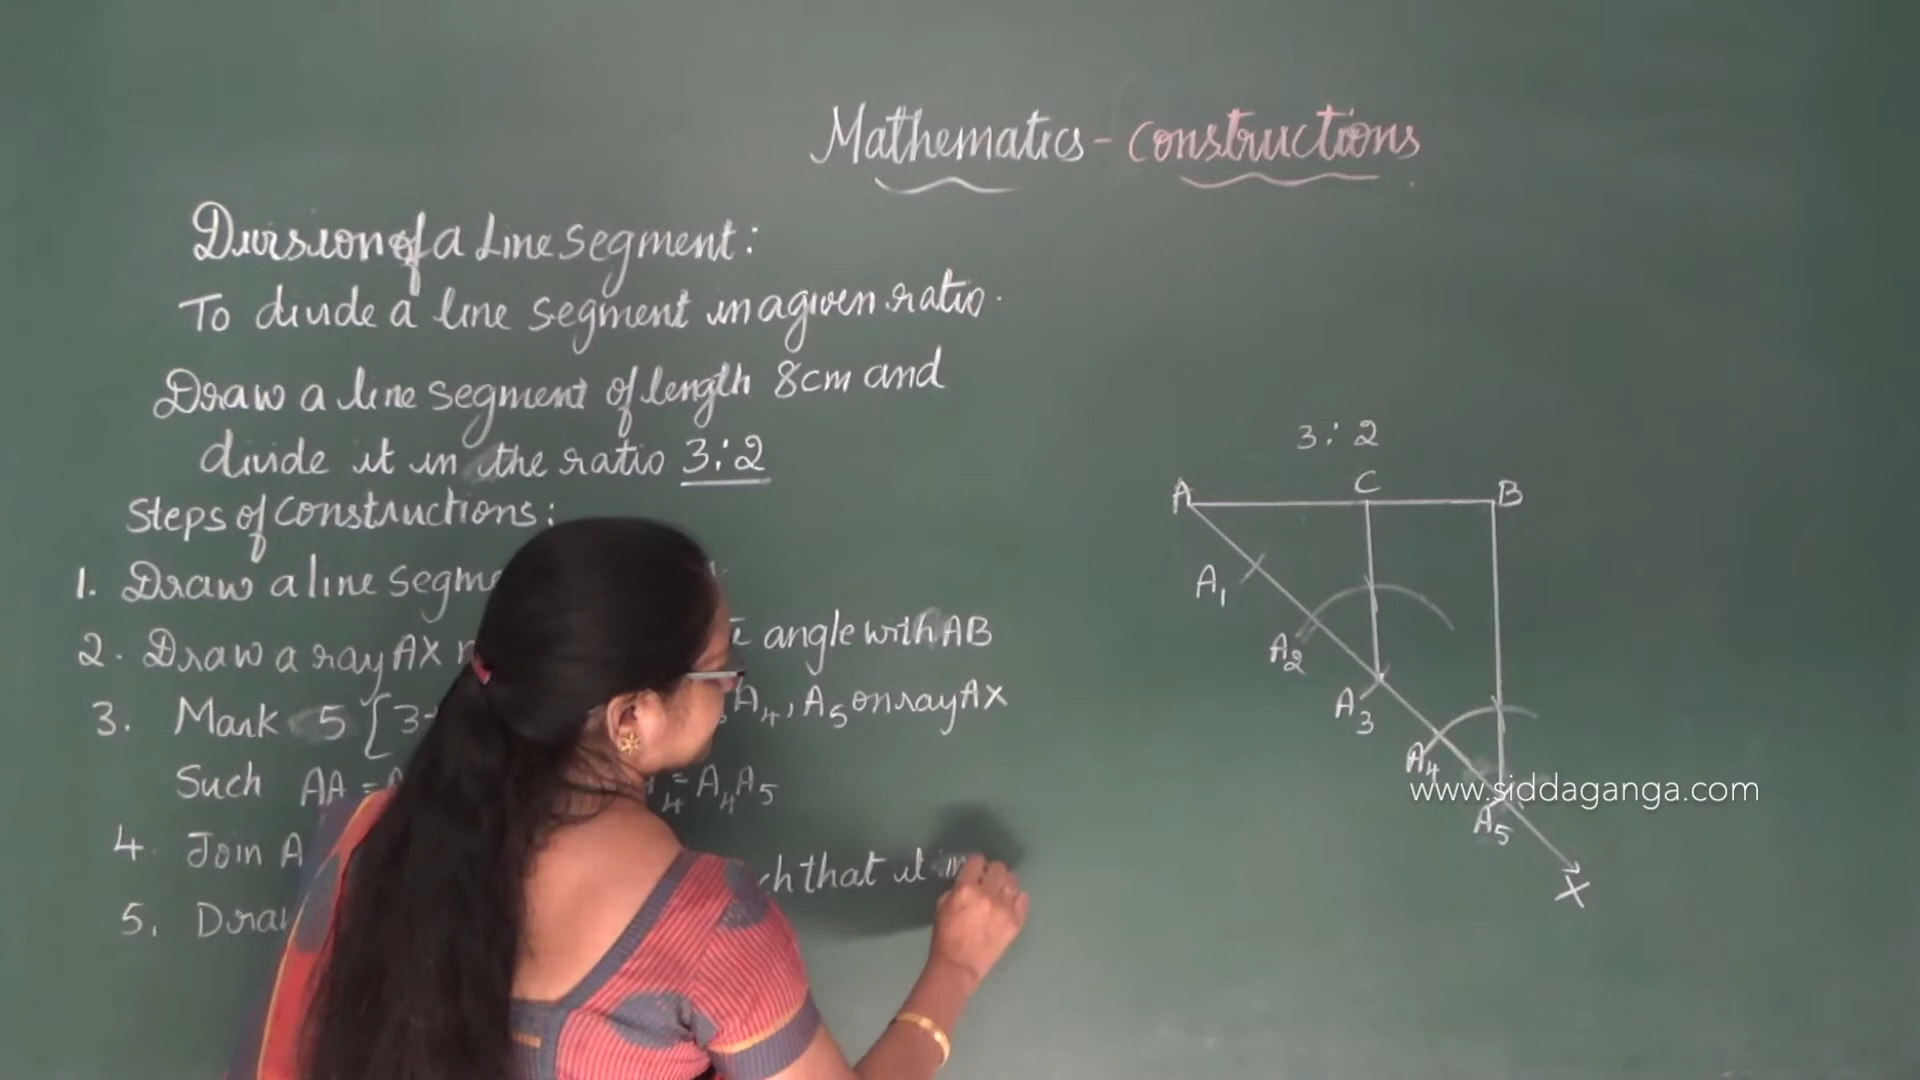 Mathematics - Constructions
Division of a Line Segment:
To divide a line segment in a given ratio.
Draw a line segment of length 8cm and
divide it in the ratio 3:2
Steps of Constructions:
1. Draw a line
2. Draw a ray AX angle with AB
3. Mark 5 [3 A4, A5 on ray AX
Such AA = = A4A5
4. Join A
5. that it in
3:2
A C B
A1
A2
A3
A4
www.siddaganga.com
A5
X